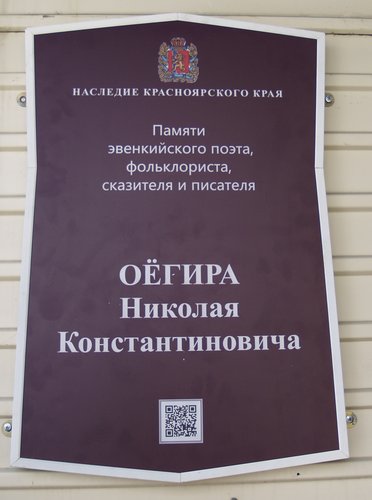 НАСЛЕДИЕ КРАСНОЯРСКОГО КРАЯ
Памяти
эвенкийского поэта,
фольклориста,
сказителя и писателя
ОЁГИРА
Николая
Константиновича